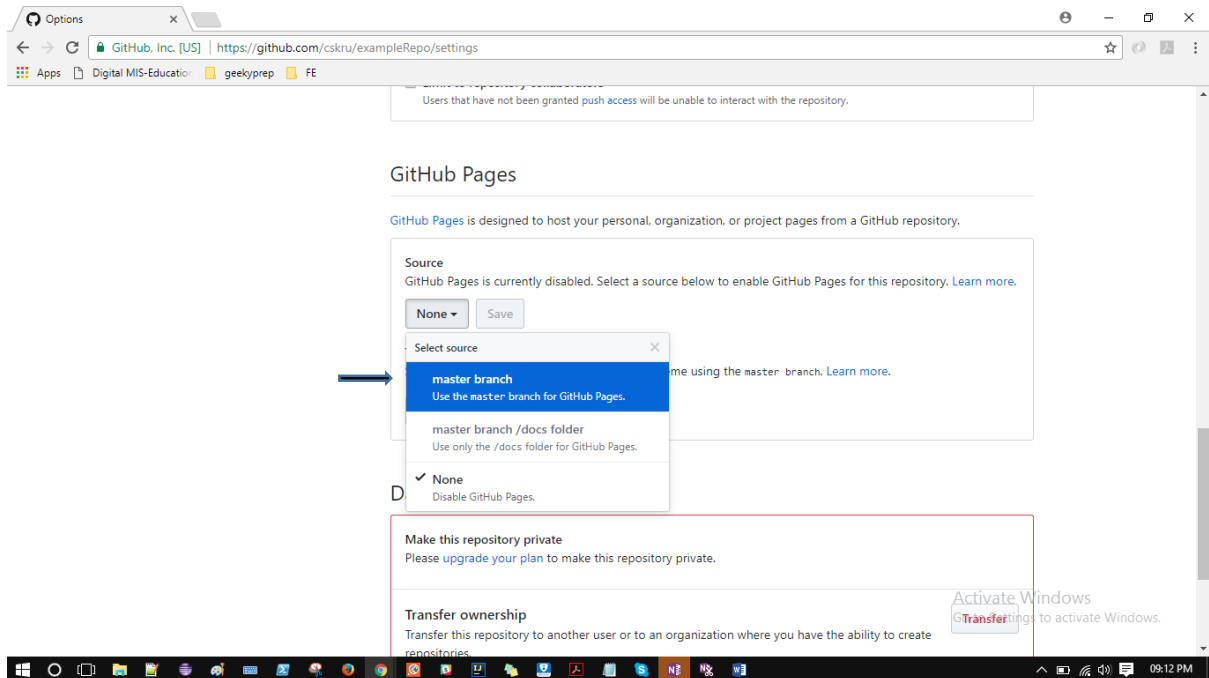 Options
GitHub, Inc. [US] | https://github.com/cskru/exampleRepo/settings
Apps Digital MIS-Education geekyprep FE
Users that have not been granted push access will be unable to interact with the repository.
GitHub Pages
GitHub Pages is designed to host your personal, organization, or project pages from a GitHub repository.
Source
GitHub Pages is currently disabled. Select a source below to enable GitHub Pages for this repository. Learn more.
None Save
Select source
master branch
Use the master branch for GitHub Pages.
me using the master branch. Learn more.
master branch /docs folder
Use only the /docs folder for GitHub Pages.
None
Disable GitHub Pages.
D
Make this repository private
Please upgrade your plan to make this repository private.
Transfer ownership
Transfer this repository to another user or to an organization where you have the ability to create
repositories.
Transfer
Activate Windows
Go to Settings to activate Windows.
09:12 PM